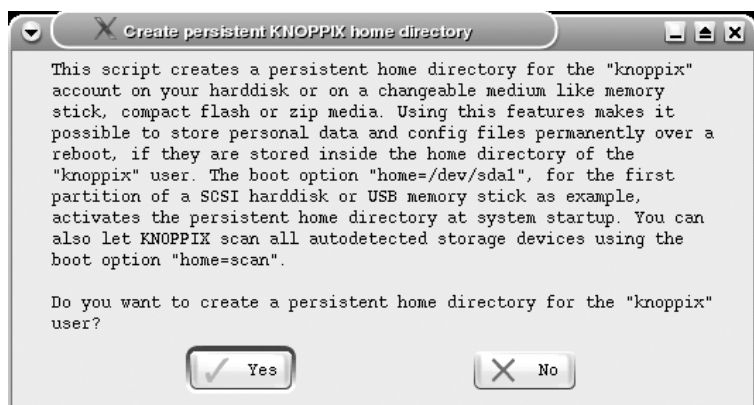 Create persistent KNOPPIX home directory
This script creates a persistent home directory for the "knoppix"
account on your harddisk or on a changeable medium like memory
stick, compact flash or zip media. Using this features makes it
possible to store personal data and config files permanently over a
reboot, if they are stored inside the home directory of the
"knoppix" user. The boot option "home=/dev/sda1", for the first
partition of a SCSI harddisk or USB memory stick as example,
activates the persistent home directory at system startup. You can
also let KNOPPIX scan all autodetected storage devices using the
boot option "home=scan".
Do you want to create a persistent home directory for the "knoppix"
user?
Yes No